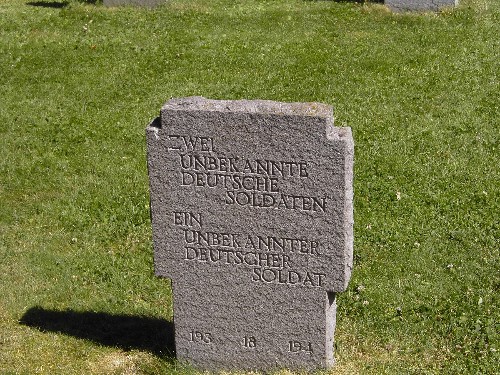 ZWEI
UNBEKANNTE
DEUTSCHE
SOLDATEN
EIN
UNBEKANNTER
DEUTSCHER
SOLDAT
193 18 194